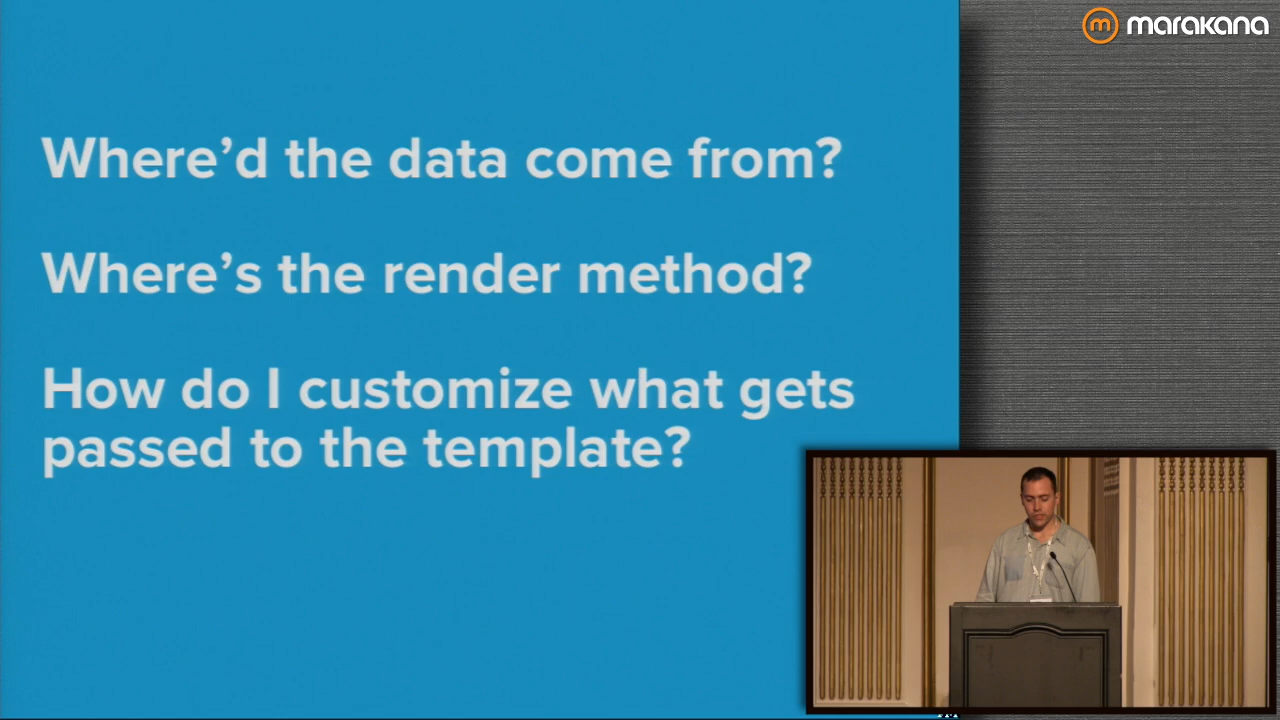 marakana
Where’d the data come from?
Where’s the render method?
How do I customize what gets
passed to the template?